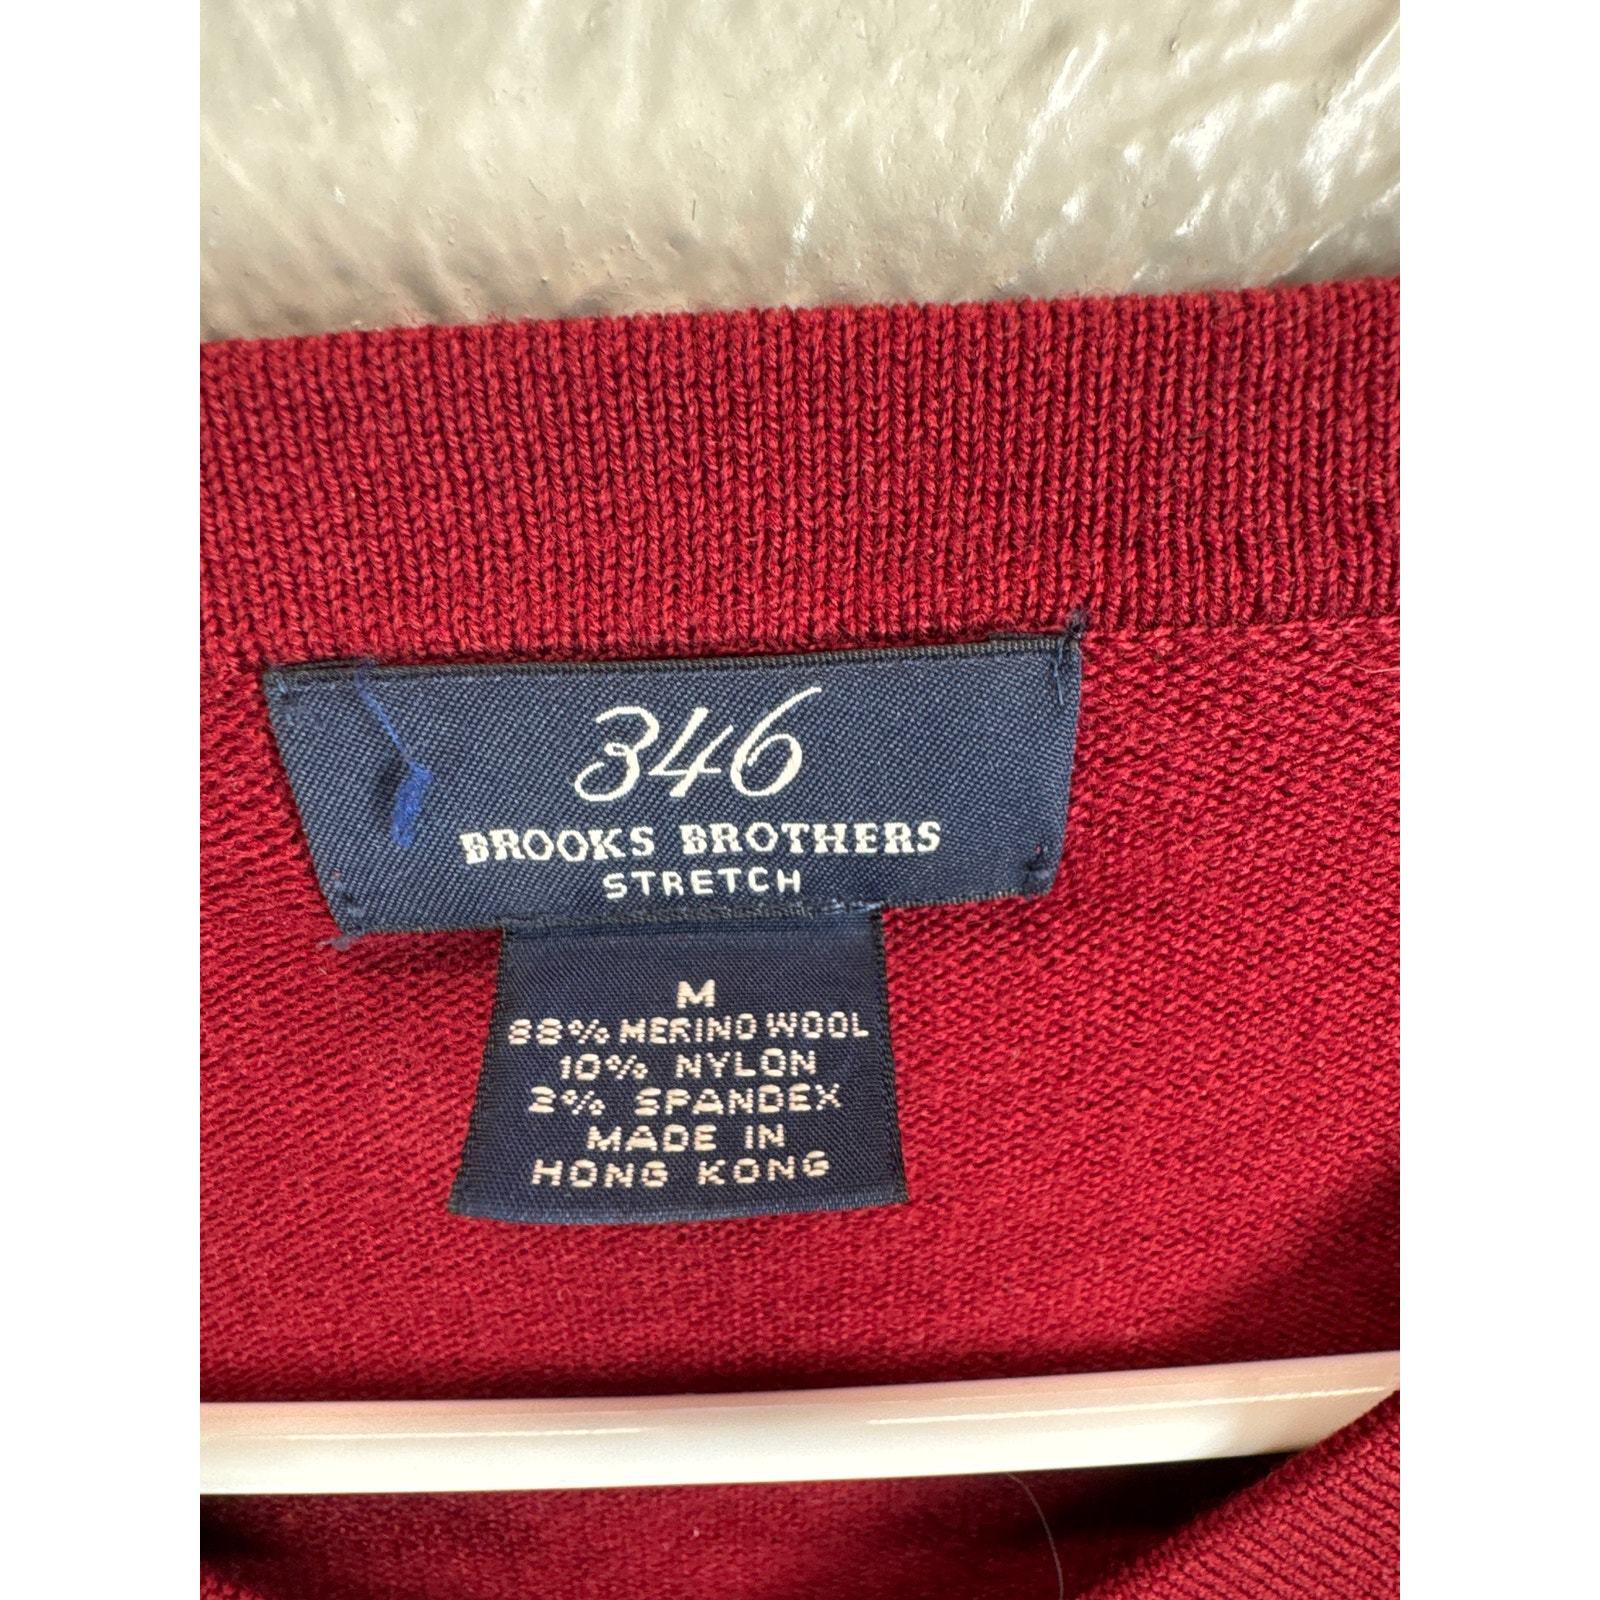 346
BROOKS BROTHERS
STRETCH
M
88% MERINO WOOL
10% NYLON
2% SPANDEX
MADE IN
HONG KONG